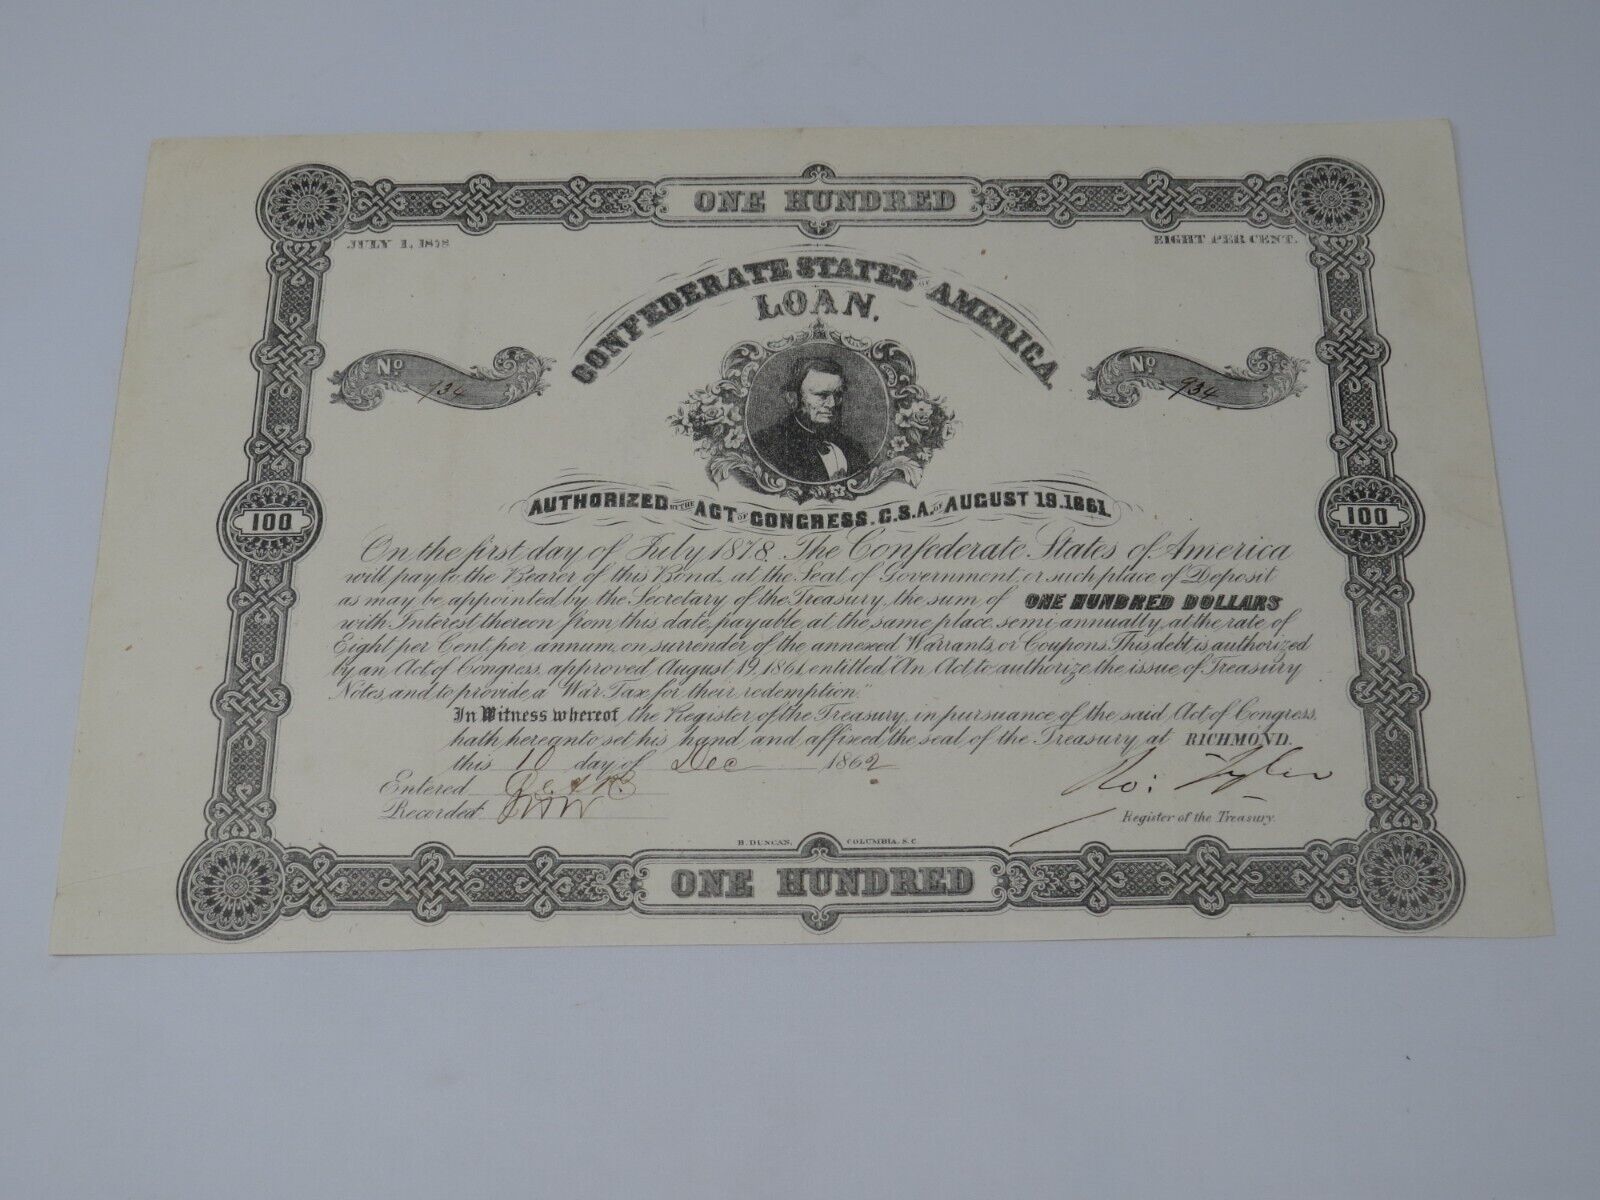 ONE HUNDRED
JULY 1, 1878
EIGHT PER CENT.
CONFEDERATE STATES OF AMERICA
LOAN.
No 934
No 934
AUTHORIZED BY THE ACT OF CONGRESS. C.S.A. OF AUGUST 19.1861
100
100
On the first day of July 1878. The Confederate States of America
will pay to the Bearer of this Bond, at the Seat of Government, or such place of Deposit
as may be appointed by the Secretary of the Treasury, the sum of ONE HUNDRED DOLLARS
with Interest thereon from this date, payable, at the same place, semi-annually, at the rate of
Eight per Cent, per annum, on surrender of the annexed Warrants, or Coupons. This debt is authorized
by an Act of Congress, approved August 19, 1861, entitled "An Act to authorize the issue of Treasury
Notes, and to provide a War Tax for their redemption."
In Witness whereof, the Register of the Treasury, in pursuance of the said Act of Congress,
hath hereunto set his hand and affixed the seal of the Treasury at RICHMOND.
this 10 day of Dec 1862
Entered
Recorded
Ro: Tyler
Register of the Treasury.
H. DUNCAN, COLUMBIA, S.C
ONE HUNDRED